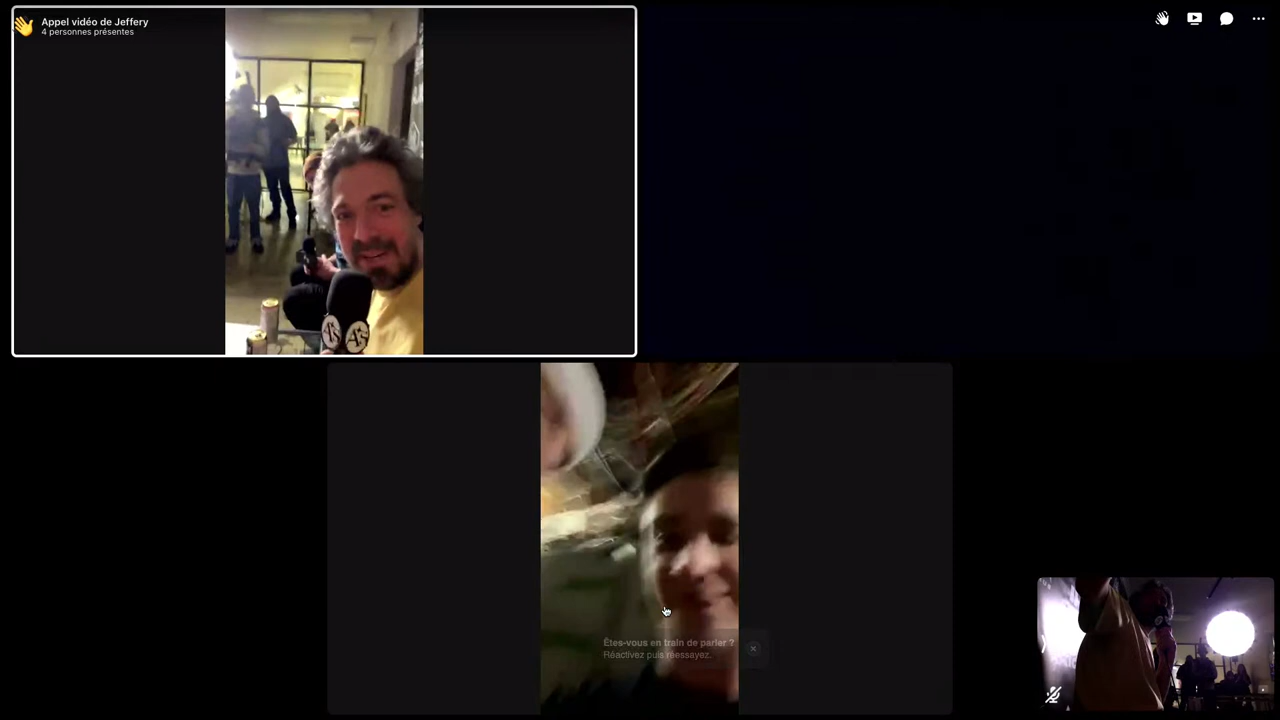 Appel vidéo de Jeffery
4 personnes présentes
Êtes-vous en train de parler ?
Réactivez puis réessayez.